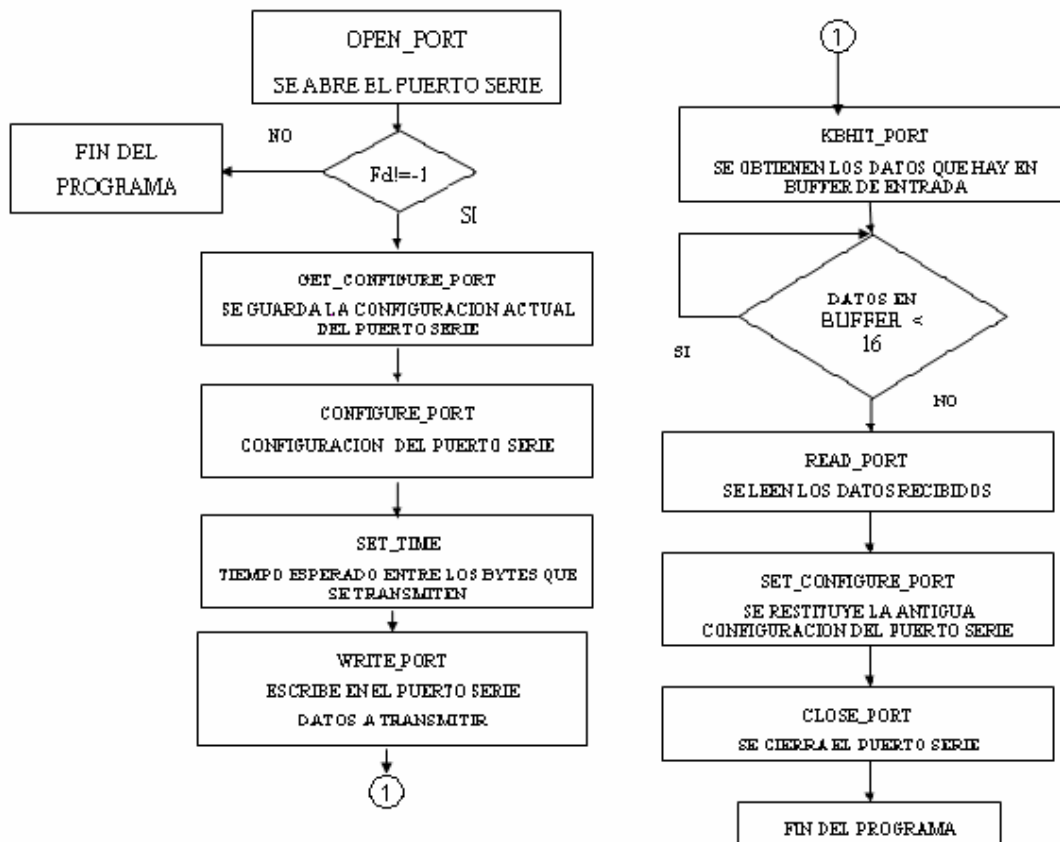 OPEN_PORT
SE ABRE EL PUERTO SERIE
NO
FIN DEL
PROGRAMA
Fd!=-1
SI
GET_CONFIGURE_PORT
SE GUARDA LA CONFIGURACION ACTUAL
DEL PUERTO SERIE
CONFIGURE_PORT
CONFIGURACION DEL PUERTO SERIE
SET_TIME
TIEMPO ESPERADO ENTRE LOS BYTES QUE
SE TRANSMITEN
WRITE_PORT
ESCRIBE EN EL PUERTO SERIE
DATOS A TRANSMITIR
1
1
KBHIT_PORT
SE OBTIENEN LOS DATOS QUE HAY EN
BUFFER DE ENTRADA
DATOS EN
BUFFER <
16
SI
NO
READ_PORT
SE LEEN LOS DATOS RECIBIDOS
SET_CONFIGURE_PORT
SE RESTITUYE LA ANTIGUA
CONFIGURACION DEL PUERTO SERIE
CLOSE_PORT
SE CIERRA EL PUERTO SERIE
FIN DEL PROGRAMA